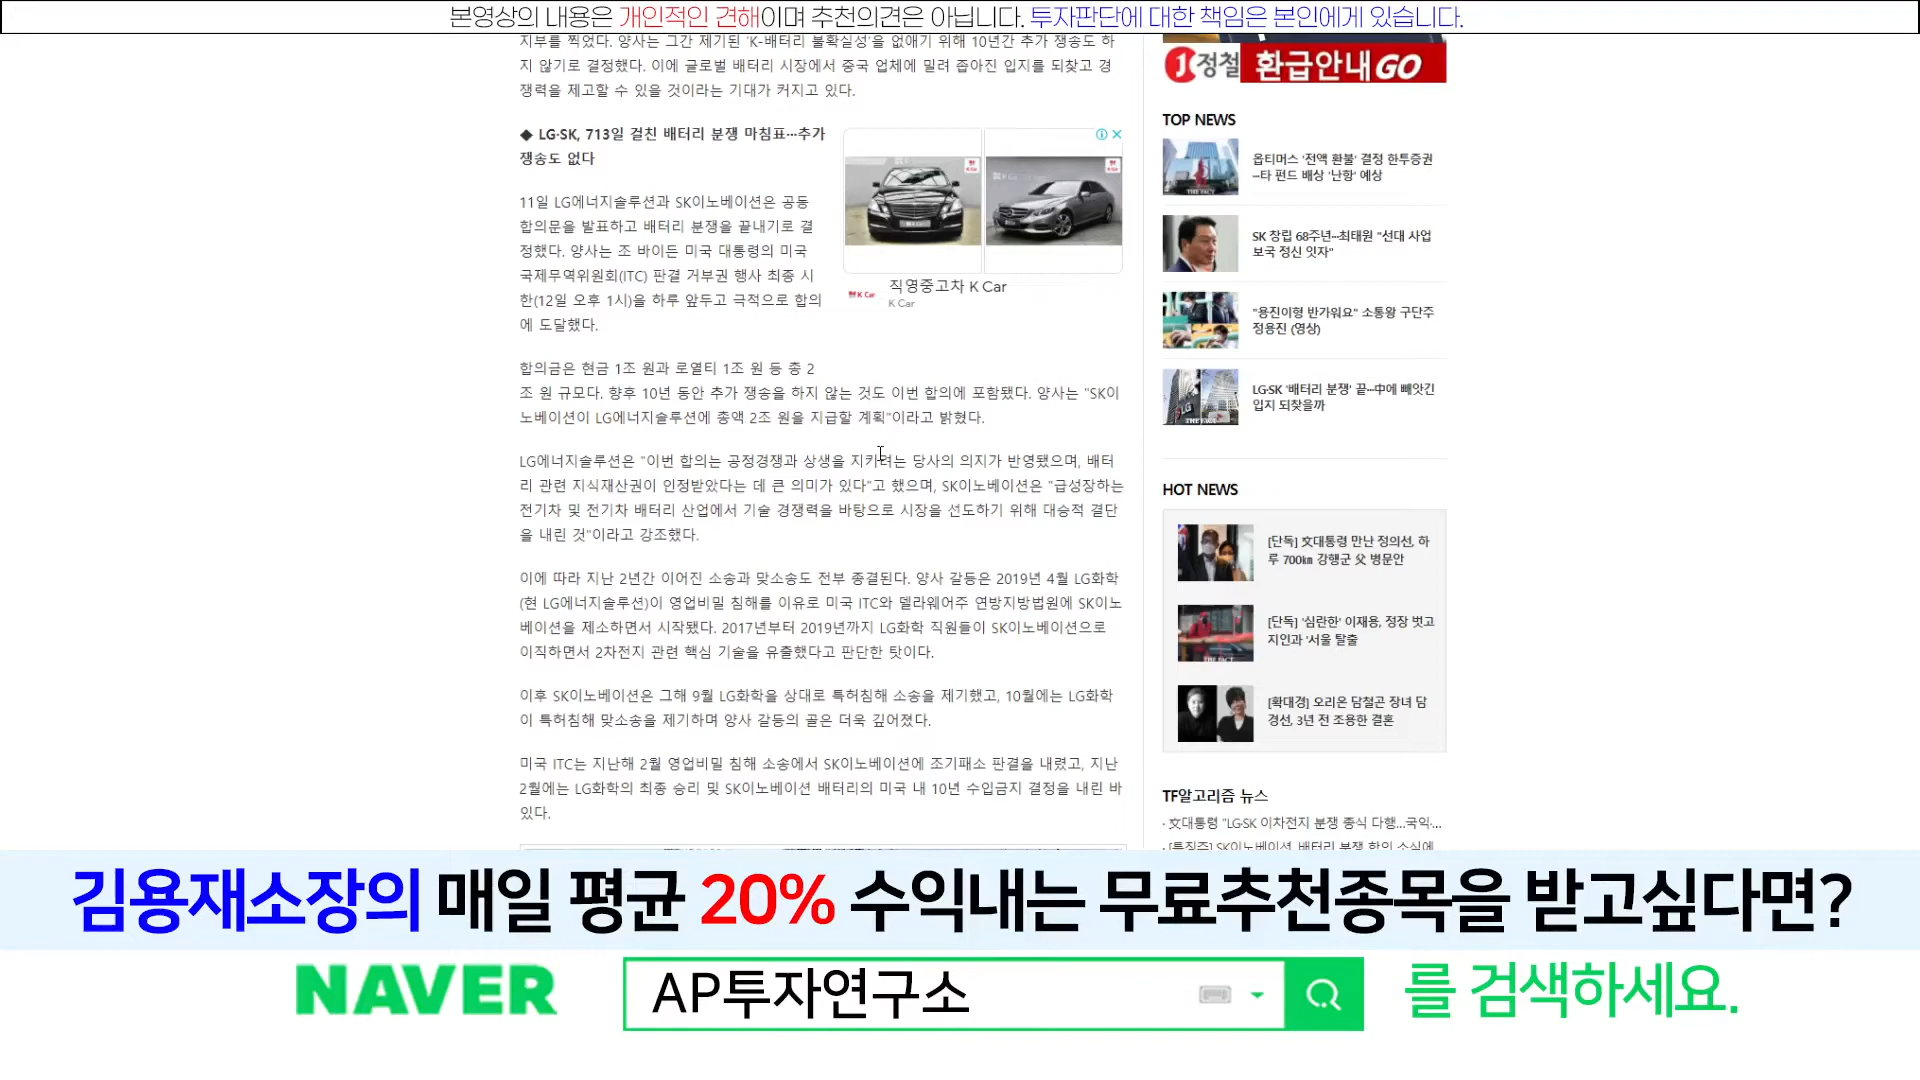 본영상의 내용은 개인적인 견해이며 추천의견은 아닙니다. 투자판단에 대한 책임은 본인에게 있습니다.
지부를 찍었다. 양사는 그간 제기된 'K-배터리 불확실성'을 없애기 위해 10년간 추가 쟁송도 하
지 않기로 결정했다. 이에 글로벌 배터리 시장에서 중국 업체에 밀려 좁아진 입지를 되찾고 경
쟁력을 제고할 수 있을 것이라는 기대가 커지고 있다.
◆ LG·SK, 713일 걸친 배터리 분쟁 마침표…추가
쟁송도 없다
11일 LG에너지솔루션과 SK이노베이션은 공동
합의문을 발표하고 배터리 분쟁을 끝내기로 결
정했다. 양사는 조 바이든 미국 대통령의 미국
국제무역위원회(ITC) 판결 거부권 행사 최종 시
한(12일 오후 1시)을 하루 앞두고 극적으로 합의
에 도달했다.
K Car
K Car
K Car
직영중고차 K Car
K Car
합의금은 현금 1조 원과 로열티 1조 원 등 총 2
조 원 규모다. 향후 10년 동안 추가 쟁송을 하지 않는 것도 이번 합의에 포함됐다. 양사는 "SK이
노베이션이 LG에너지솔루션에 총액 2조 원을 지급할 계획"이라고 밝혔다.
LG에너지솔루션은 "이번 합의는 공정경쟁과 상생을 지키려는 당사의 의지가 반영됐으며, 배터
리 관련 지식재산권이 인정받았다는 데 큰 의미가 있다"고 했으며, SK이노베이션은 "급성장하는
전기차 및 전기차 배터리 산업에서 기술 경쟁력을 바탕으로 시장을 선도하기 위해 대승적 결단
을 내린 것"이라고 강조했다.
이에 따라 지난 2년간 이어진 소송과 맞소송도 전부 종결된다. 양사 갈등은 2019년 4월 LG화학
(현 LG에너지솔루션)이 영업비밀 침해를 이유로 미국 ITC와 델라웨어주 연방지방법원에 SK이노
베이션을 제소하면서 시작됐다. 2017년부터 2019년까지 LG화학 직원들이 SK이노베이션으로
이직하면서 2차전지 관련 핵심 기술을 유출했다고 판단한 탓이다.
이후 SK이노베이션은 그해 9월 LG화학을 상대로 특허침해 소송을 제기했고, 10월에는 LG화학
이 특허침해 맞소송을 제기하며 양사 갈등의 골은 더욱 깊어졌다.
미국 ITC는 지난해 2월 영업비밀 침해 소송에서 SK이노베이션에 조기패소 판결을 내렸고, 지난
2월에는 LG화학의 최종 승리 및 SK이노베이션 배터리의 미국 내 10년 수입금지 결정을 내린 바
있다.
J정철 환급안내GO
TOP NEWS
THE FACT
옵티머스 '전액 환불' 결정 한투증권
…타 펀드 배상 '난항' 예상
SK 창립 68주년…최태원 "선대 사업
보국 정신 잇자"
"용진이형 반가워요" 소통왕 구단주
정용진 (영상)
LG
THE FACT
LG·SK '배터리 분쟁' 끝…中에 빼앗긴
입지 되찾을까
HOT NEWS
[단독] 文대통령 만난 정의선, 하
루 700㎞ 강행군 父 병문안
THE FACT
[단독] '심란한' 이재용, 정장 벗고
지인과 '서울 탈출
[확대경] 오리온 담철곤 장녀 담
경선, 3년 전 조용한 결혼
TF알고리즘 뉴스
· 文대통령 "LG·SK 이차전지 분쟁 종식 다행...국익·...
· [특징주] SK이노베이션, 배터리 분쟁 합의 소식에
김용재소장의 매일 평균 20% 수익내는 무료추천종목을 받고싶다면?
NAVER AP투자연구소 를 검색하세요.